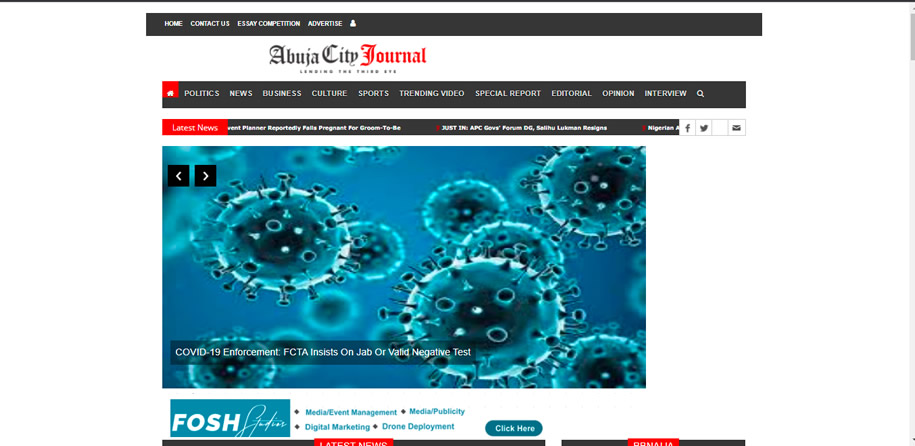 HOME CONTACT US ESSAY COMPETITION ADVERTISE
Abuja City Journal
LENDING THE THIRD EYE
POLITICS NEWS BUSINESS CULTURE SPORTS TRENDING VIDEO SPECIAL REPORT EDITORIAL OPINION INTERVIEW
Latest News vent Planner Reportedly Falls Pregnant For Groom-To-Be JUST IN: APC Govs' Forum DG, Salihu Lukman Resigns Nigerian A
COVID-19 Enforcement: FCTA Insists On Jab Or Valid Negative Test
FOSH Studios
Media/Event Management Media/Publicity
Digital Marketing Drone Deployment
Click Here
LATEST NEWS BBNAIJA